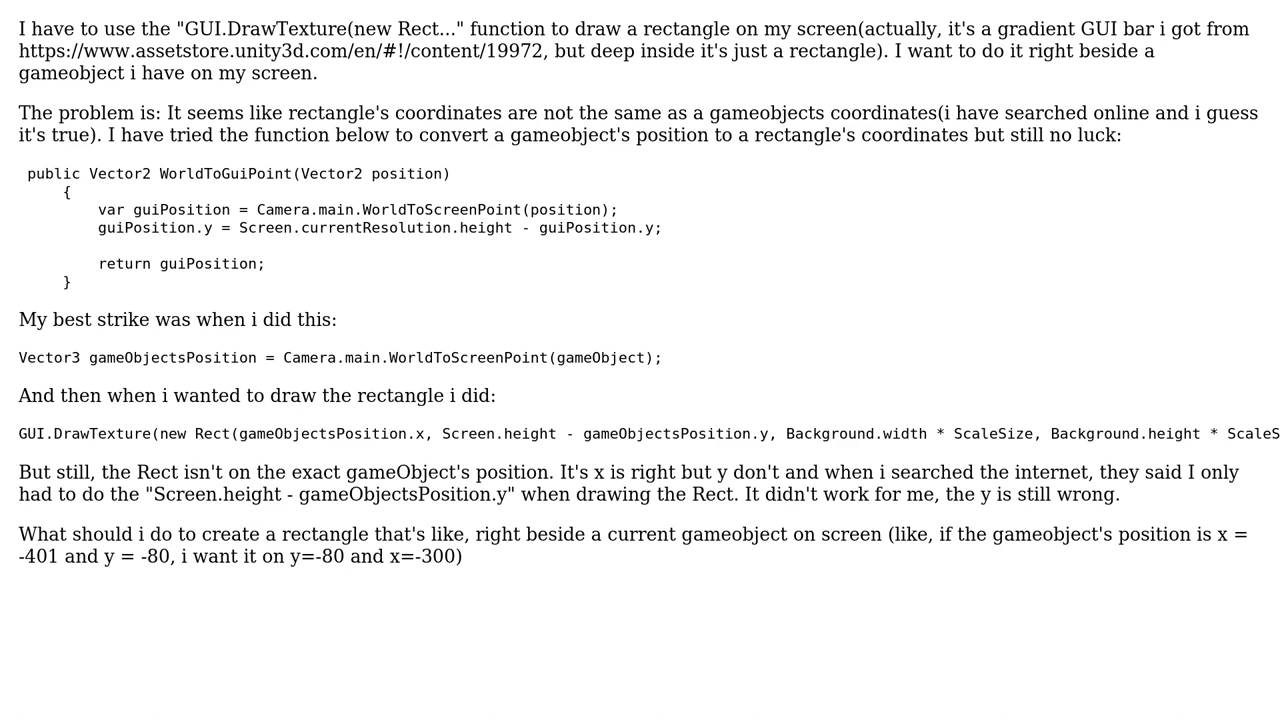 I have to use the "GUI.DrawTexture(new Rect..." function to draw a rectangle on my screen(actually, it's a gradient GUI bar i got from
https://www.assetstore.unity3d.com/en/#!/content/19972, but deep inside it's just a rectangle). I want to do it right beside a
gameobject i have on my screen.
The problem is: It seems like rectangle's coordinates are not the same as a gameobjects coordinates(i have searched online and i guess
it's true). I have tried the function below to convert a gameobject's position to a rectangle's coordinates but still no luck:
public Vector2 WorldToGuiPoint(Vector2 position)
{
var guiPosition = Camera.main.WorldToScreenPoint(position);
guiPosition.y = Screen.currentResolution.height - guiPosition.y;
return guiPosition;
}
My best strike was when i did this:
Vector3 gameObjectsPosition = Camera.main.WorldToScreenPoint(gameObject);
And then when i wanted to draw the rectangle i did:
GUI.DrawTexture(new Rect(gameObjectsPosition.x, Screen.height - gameObjectsPosition.y, Background.width * ScaleSize, Background.height * ScaleS
But still, the Rect isn't on the exact gameObject's position. It's x is right but y don't and when i searched the internet, they said I only
had to do the "Screen.height - gameObjectsPosition.y" when drawing the Rect. It didn't work for me, the y is still wrong.
What should i do to create a rectangle that's like, right beside a current gameobject on screen (like, if the gameobject's position is x =
-401 and y = -80, i want it on y=-80 and x=-300)